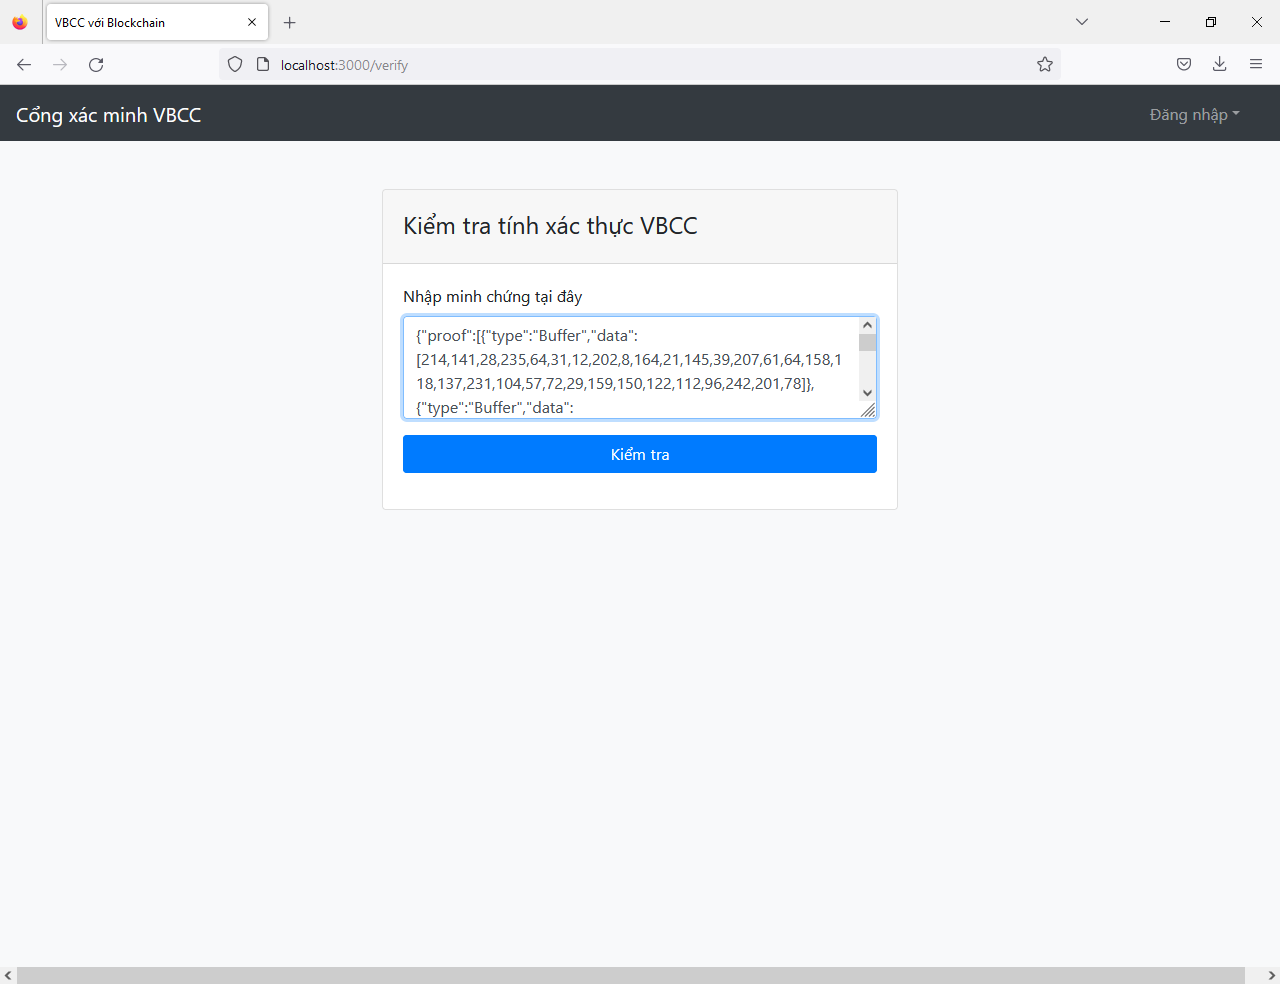 VBCC với Blockchain
localhost:3000/verify
Cổng xác minh VBCC
Đăng nhập
Kiểm tra tính xác thực VBCC
Nhập minh chứng tại đây
{"proof":[{"type":"Buffer","data":
[214,141,28,235,64,31,12,202,8,164,21,145,39,207,61,64,158,1
18,137,231,104,57,72,29,159,150,122,112,96,242,201,78]},
{"type":"Buffer","data":
Kiểm tra